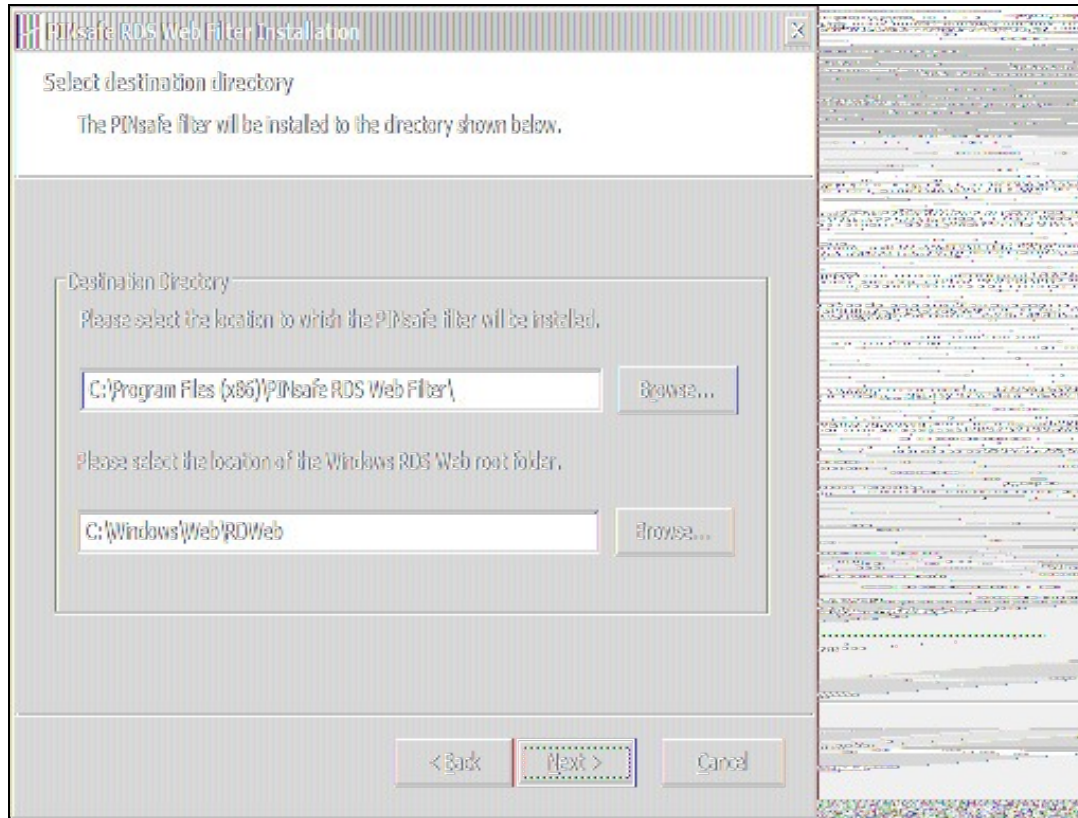 PINsafe RDS Web Filter Installation
Select destination directory
The PINsafe filter will be installed to the directory shown below.
Destination Directory
Please select the location to which the PINsafe filter will be installed.
C:\Program Files (x86)\PINsafe RDS Web Filter\
Browse...
Please select the location of the Windows RDS Web root folder.
C:\Windows\Web\RDWeb
Browse...
< Back
Next >
Cancel